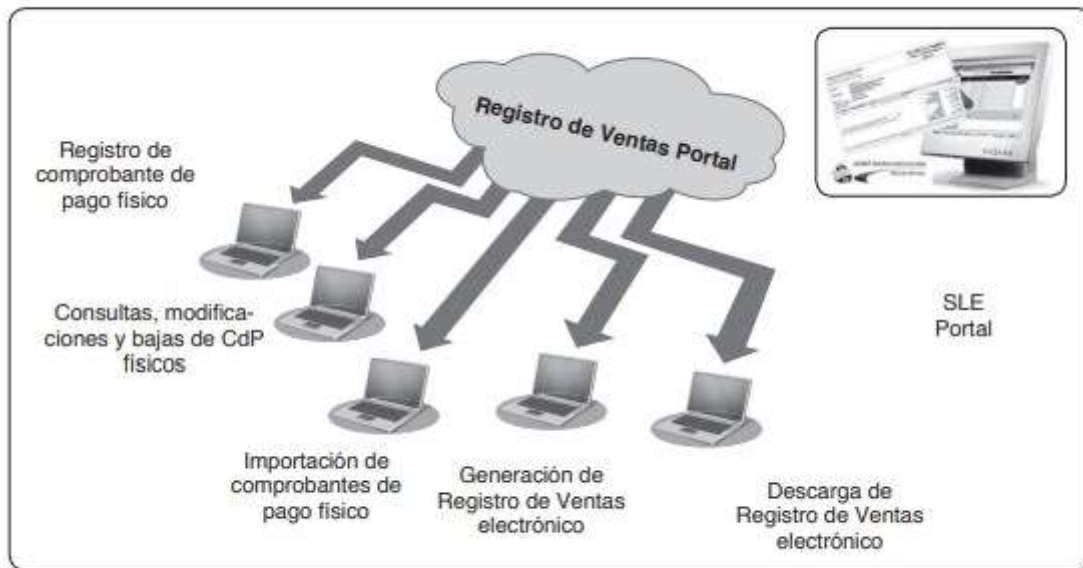 Registro de Ventas Portal
Registro de
comprobante de
pago físico
Consultas, modifica-
ciones y bajas de CdP
físicos
Importación de
comprobantes de
pago físico
Generación de
Registro de Ventas
electrónico
Descarga de
Registro de Ventas
electrónico
SLE
Portal